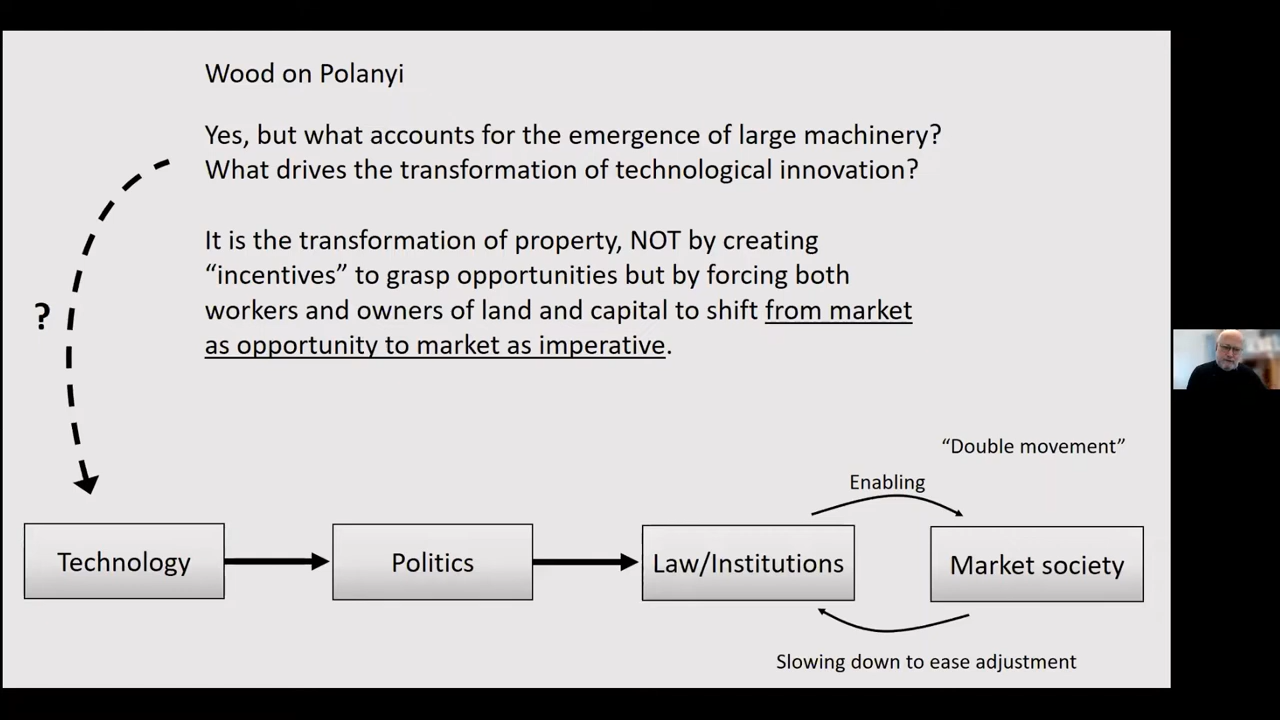 Wood on Polanyi
Yes, but what accounts for the emergence of large machinery?
What drives the transformation of technological innovation?
It is the transformation of property, NOT by creating
“incentives” to grasp opportunities but by forcing both
workers and owners of land and capital to shift from market
as opportunity to market as imperative.
?
“Double movement”
Enabling
Technology
Politics
Law/Institutions
Market society
Slowing down to ease adjustment